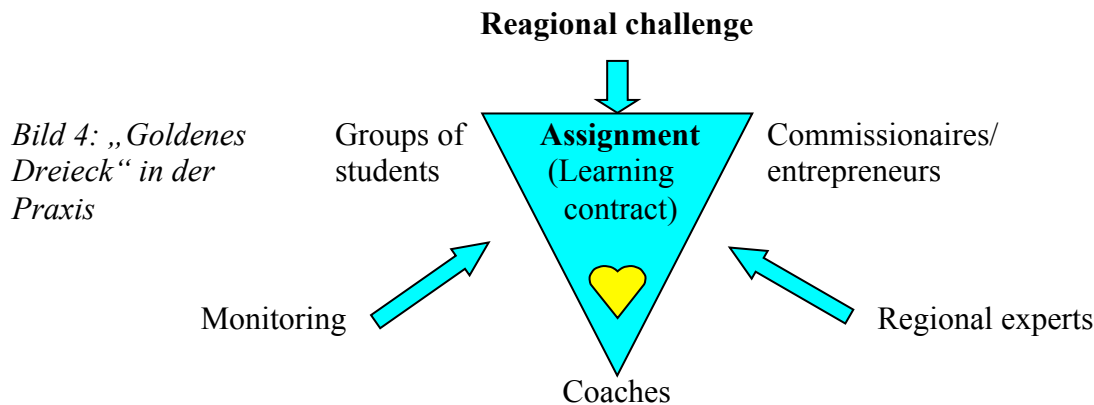 Reagional challenge
Bild 4: „Goldenes
Dreieck“ in der
Praxis
Groups of
students
Assignment
(Learning
contract)
Commissionaires/
entrepreneurs
Monitoring
Regional experts
Coaches